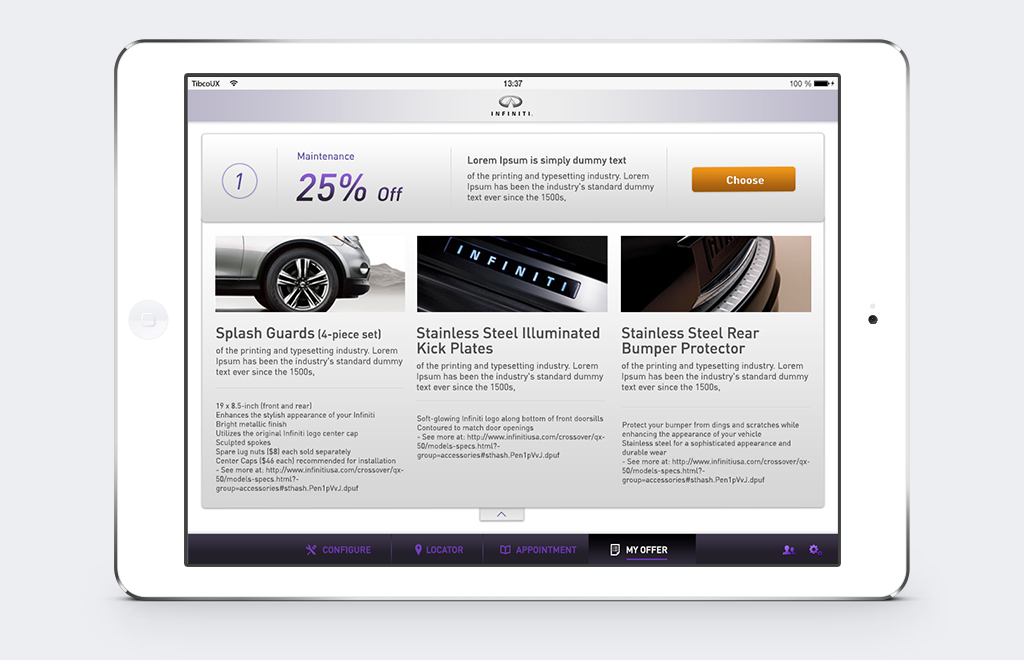 TibcoUX
13:37
100 %
INFINITI.
1
Maintenance
25% Off
Lorem Ipsum is simply dummy text
of the printing and typesetting industry. Lorem
Ipsum has been the industry's standard dummy
text ever since the 1500s,
Choose
INFINITI
Splash Guards (4-piece set)
of the printing and typesetting industry. Lorem
Ipsum has been the industry's standard dummy
text ever since the 1500s,
19 x 8.5-inch (front and rear)
Enhances the stylish appearance of your Infiniti
Bright metallic finish
Utilizes the original Infiniti logo center cap
Sculpted spokes
Spare lug nuts ($8) each sold separately
Center Caps ($46 each) recommended for installation
- See more at: http://www.infinitiusa.com/crossover/qx-
50/models-specs.html?-
group=accessories#sthash.Pen1pVvJ.dpuf
Stainless Steel Illuminated
Kick Plates
of the printing and typesetting industry. Lorem
Ipsum has been the industry's standard dummy
text ever since the 1500s,
Soft-glowing Infiniti logo along bottom of front doorsills
Contoured to match door openings
- See more at: http://www.infinitiusa.com/crossover/qx-
50/models-specs.html?-
group=accessories#sthash.Pen1pVvJ.dpuf
Stainless Steel Rear
Bumper Protector
of the printing and typesetting industry. Lorem
Ipsum has been the industry's standard dummy
text ever since the 1500s,
Protect your bumper from dings and scratches while
enhancing the appearance of your vehicle
Stainless steel for a sophisticated appearance and
durable wear
- See more at: http://www.infinitiusa.com/crossover/qx-
50/models-specs.html?-
group=accessories#sthash.Pen1pVvJ.dpuf
CONFIGURE
LOCATOR
APPOINTMENT
MY OFFER